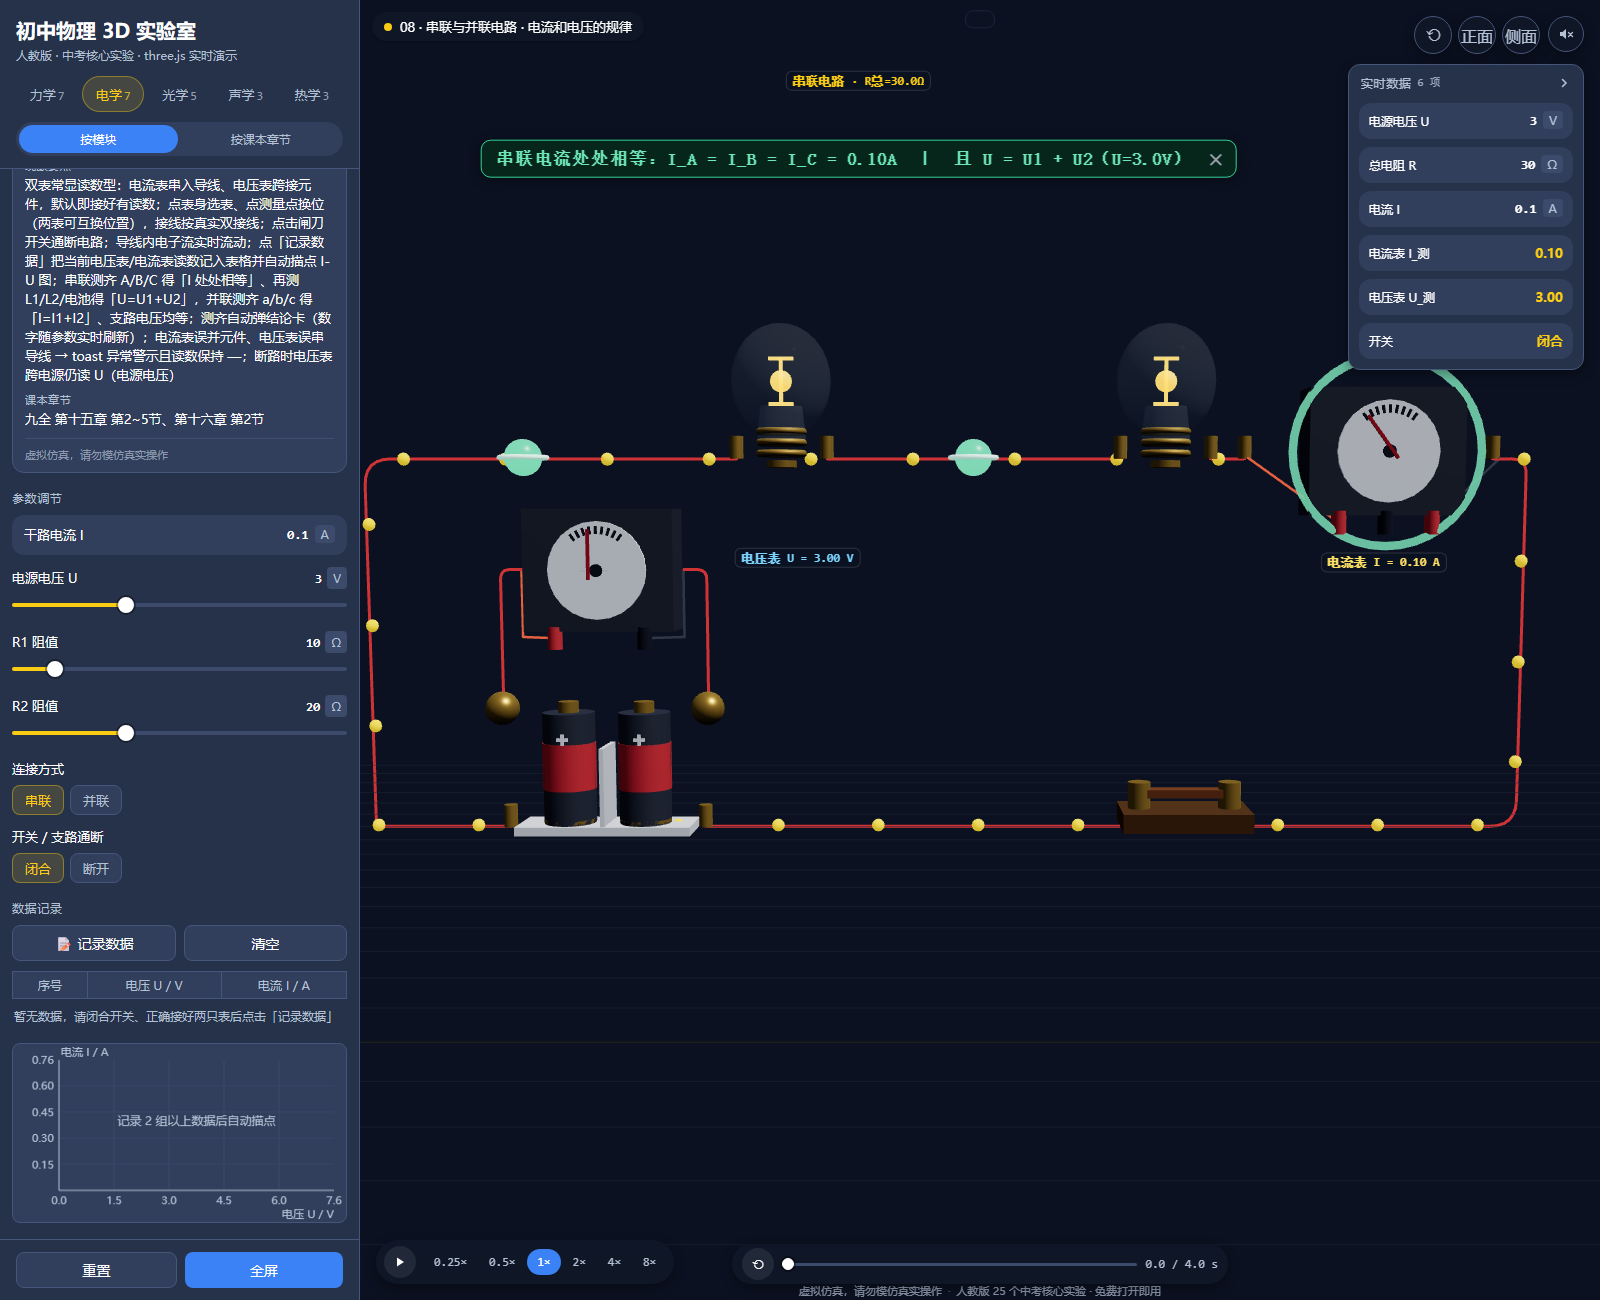 初中物理 3D 实验室
人教版 · 中考核心实验 · three.js 实时演示
力学 7
电学 7
光学 5
声学 3
热学 3
按模块
按课本章节
双表常显读数型：电流表串入导线、电压表跨接元
件，默认即接好有读数；点表身选表、点测量点换位
（两表可互换位置），接线按真实双接线；点击闸刀
开关通断电路；导线内电子流实时流动；点「记录数
据」把当前电压表/电流表读数记入表格并自动描点 I-
U 图；串联测齐 A/B/C 得「I 处处相等」、再测
L1/L2/电池得「U=U1+U2」，并联测齐 a/b/c 得
「I=I1+I2」、支路电压均等；测齐自动弹结论卡（数
字随参数实时刷新）；电流表误并元件、电压表误串
导线 → toast 异常警示且读数保持 —；断路时电压表
跨电源仍读 U（电源电压）
课本章节
九全 第十五章 第2~5节、第十六章 第2节
虚拟仿真，请勿模仿真实操作
参数调节
干路电流 I 0.1 A
电源电压 U 3 V
R1 阻值 10 Ω
R2 阻值 20 Ω
连接方式
串联 并联
开关 / 支路通断
闭合 断开
数据记录
📝 记录数据 清空
序号 电压 U / V 电流 I / A
暂无数据，请闭合开关、正确接好两只表后点击「记录数据」
电流 I / A
0.76
0.60
0.45
0.30
0.15
记录 2 组以上数据后自动描点
0.0 1.5 3.0 4.5 6.0 7.6
电压 U / V
重置 全屏
08 · 串联与并联电路 · 电流和电压的规律
正面 侧面
串联电路 · R总=30.0Ω
串联电流处处相等：I_A = I_B = I_C = 0.10A | 且 U = U1 + U2（U=3.0V） ✕
实时数据 6 项
电源电压 U 3 V
总电阻 R 30 Ω
电流 I 0.1 A
电流表 I_测 0.10
电压表 U_测 3.00
开关 闭合
电压表 U = 3.00 V
电流表 I = 0.10 A
0.25× 0.5× 1× 2× 4× 8×
0.0 / 4.0 s
虚拟仿真，请勿模仿真实操作 · 人教版 25 个中考核心实验 · 免费打开即用